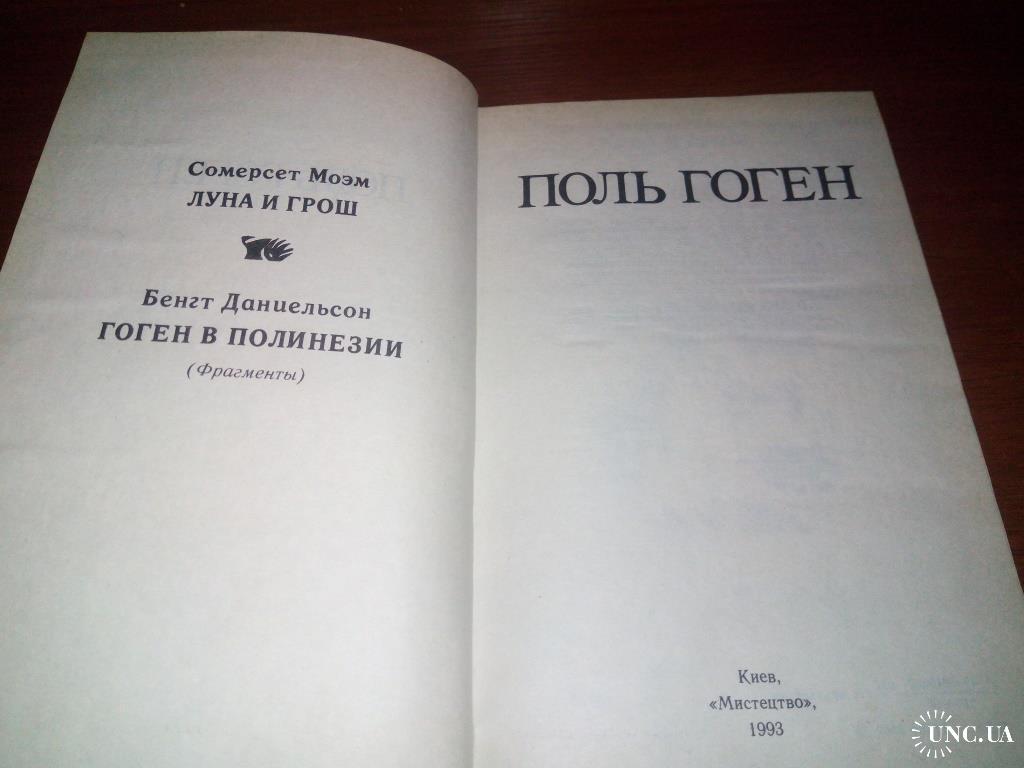 Сомерсет Моэм
ЛУНА И ГРОШ
Бенгт Даниельсон
ГОГЕН В ПОЛИНЕЗИИ
(Фрагменты)
ПОЛЬ ГОГЕН
Киев,
«Мистецтво»,
1993
UNC.UA